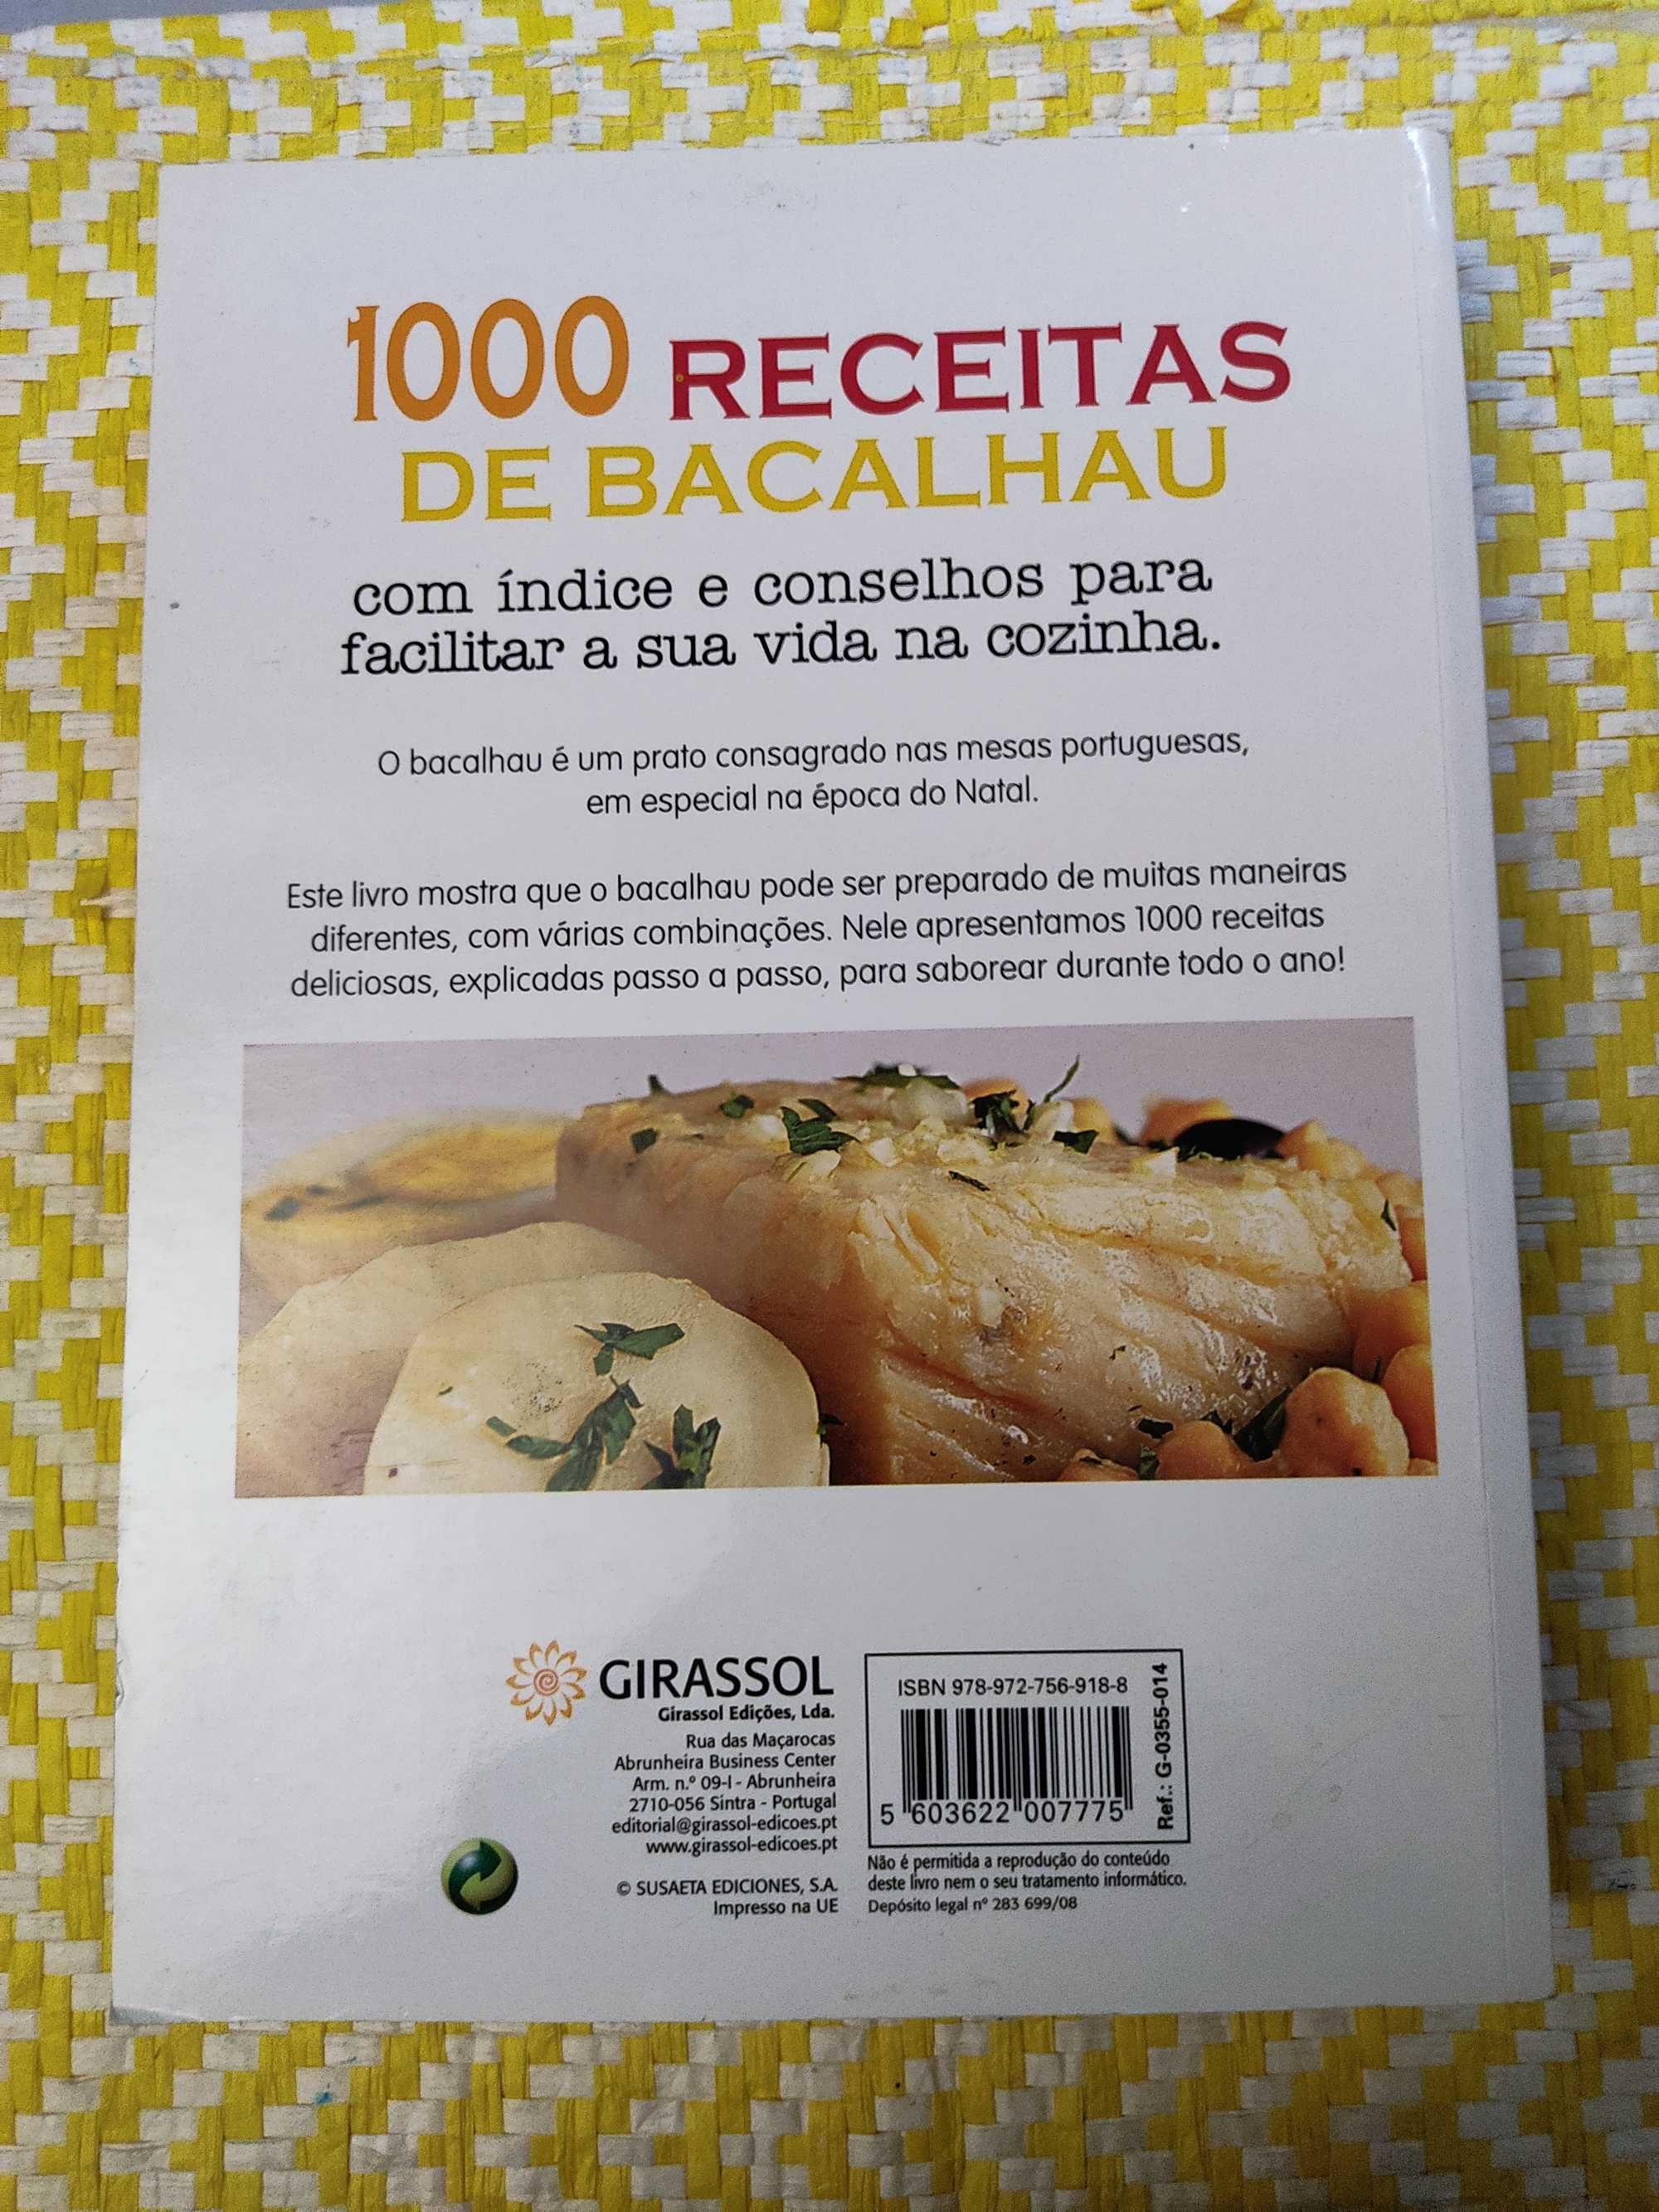 1000 RECEITAS
DE BACALHAU
com índice e conselhos para
facilitar a sua vida na cozinha.
O bacalhau é um prato consagrado nas mesas portuguesas,
em especial na época do Natal.
Este livro mostra que o bacalhau pode ser preparado de muitas maneiras
diferentes, com várias combinações. Nele apresentamos 1000 receitas
deliciosas, explicadas passo a passo, para saborear durante todo o ano!
GIRASSOL
Girassol Edições, Lda.
Rua das Maçarocas
Abrunheira Business Center
Arm. n.º 09-I - Abrunheira
2710-056 Sintra - Portugal
editorial@girassol-edicoes.pt
www.girassol-edicoes.pt
© SUSAETA EDICIONES, S.A.
Impresso na UE
ISBN 978-972-756-918-8
5 603622 007775
Ref.: G-0355-014
Não é permitida a reprodução do conteúdo
deste livro nem o seu tratamento informático.
Depósito legal nº 283 699/08